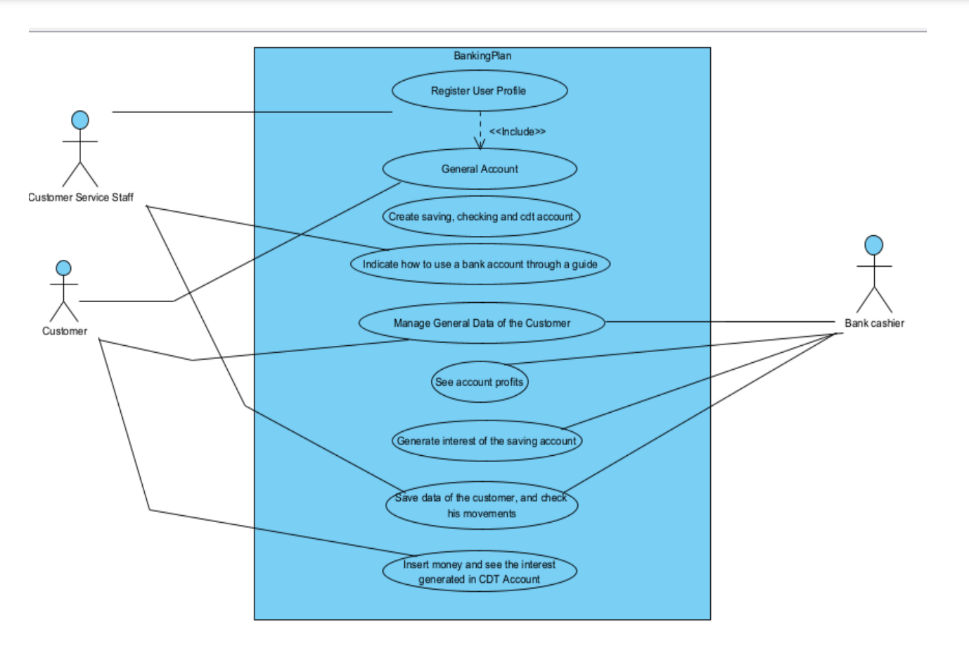 BankingPlan
Register User Profile
<<Include>>
General Account
Customer Service Staff
Create saving, checking and cdt account
Indicate how to use a bank account through a guide
Customer
Manage General Data of the Customer
Bank cashier
See account profits
Generate interest of the saving account
Save data of the customer, and check
his movements
Insert money and see the interest
generated in CDT Account